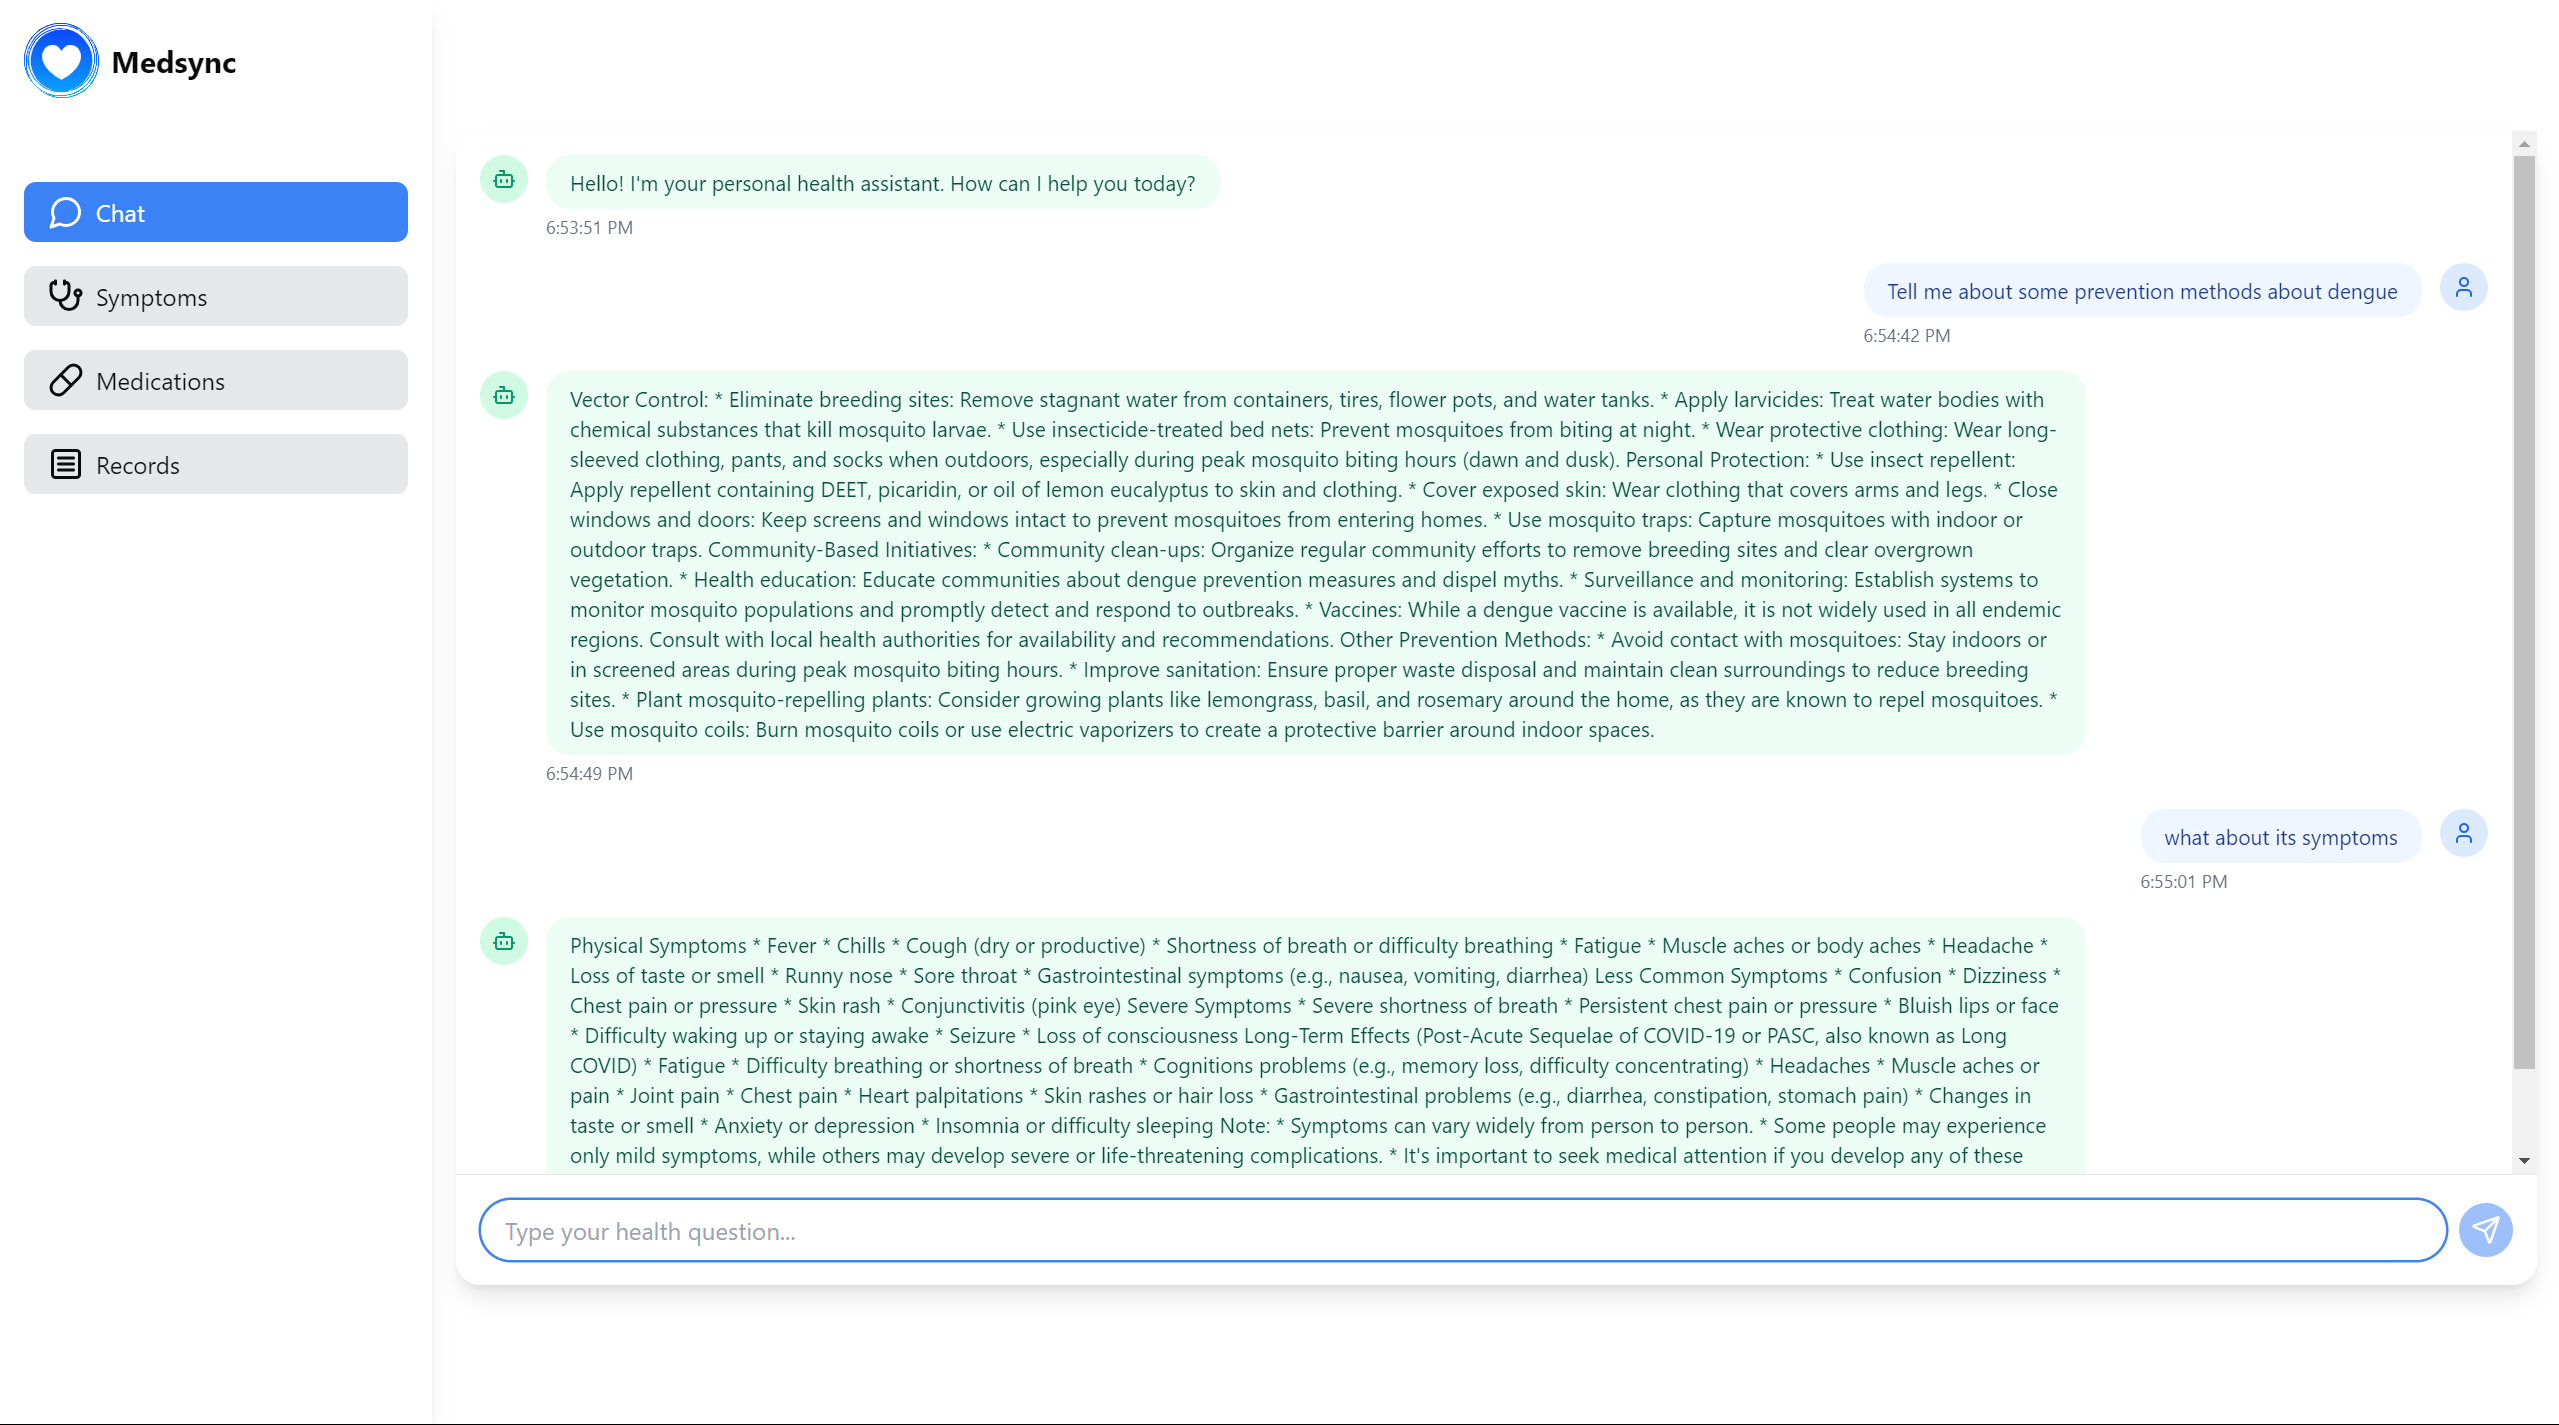 Medsync
Chat
Symptoms
Medications
Records
Hello! I'm your personal health assistant. How can I help you today?
6:53:51 PM
Tell me about some prevention methods about dengue
6:54:42 PM
Vector Control: * Eliminate breeding sites: Remove stagnant water from containers, tires, flower pots, and water tanks. * Apply larvicides: Treat water bodies with
chemical substances that kill mosquito larvae. * Use insecticide-treated bed nets: Prevent mosquitoes from biting at night. * Wear protective clothing: Wear long-
sleeved clothing, pants, and socks when outdoors, especially during peak mosquito biting hours (dawn and dusk). Personal Protection: * Use insect repellent:
Apply repellent containing DEET, picaridin, or oil of lemon eucalyptus to skin and clothing. * Cover exposed skin: Wear clothing that covers arms and legs. * Close
windows and doors: Keep screens and windows intact to prevent mosquitoes from entering homes. * Use mosquito traps: Capture mosquitoes with indoor or
outdoor traps. Community-Based Initiatives: * Community clean-ups: Organize regular community efforts to remove breeding sites and clear overgrown
vegetation. * Health education: Educate communities about dengue prevention measures and dispel myths. * Surveillance and monitoring: Establish systems to
monitor mosquito populations and promptly detect and respond to outbreaks. * Vaccines: While a dengue vaccine is available, it is not widely used in all endemic
regions. Consult with local health authorities for availability and recommendations. Other Prevention Methods: * Avoid contact with mosquitoes: Stay indoors or
in screened areas during peak mosquito biting hours. * Improve sanitation: Ensure proper waste disposal and maintain clean surroundings to reduce breeding
sites. * Plant mosquito-repelling plants: Consider growing plants like lemongrass, basil, and rosemary around the home, as they are known to repel mosquitoes. *
Use mosquito coils: Burn mosquito coils or use electric vaporizers to create a protective barrier around indoor spaces.
6:54:49 PM
what about its symptoms
6:55:01 PM
Physical Symptoms * Fever * Chills * Cough (dry or productive) * Shortness of breath or difficulty breathing * Fatigue * Muscle aches or body aches * Headache *
Loss of taste or smell * Runny nose * Sore throat * Gastrointestinal symptoms (e.g., nausea, vomiting, diarrhea) Less Common Symptoms * Confusion * Dizziness *
Chest pain or pressure * Skin rash * Conjunctivitis (pink eye) Severe Symptoms * Severe shortness of breath * Persistent chest pain or pressure * Bluish lips or face
* Difficulty waking up or staying awake * Seizure * Loss of consciousness Long-Term Effects (Post-Acute Sequelae of COVID-19 or PASC, also known as Long
COVID) * Fatigue * Difficulty breathing or shortness of breath * Cognitions problems (e.g., memory loss, difficulty concentrating) * Headaches * Muscle aches or
pain * Joint pain * Chest pain * Heart palpitations * Skin rashes or hair loss * Gastrointestinal problems (e.g., diarrhea, constipation, stomach pain) * Changes in
taste or smell * Anxiety or depression * Insomnia or difficulty sleeping Note: * Symptoms can vary widely from person to person. * Some people may experience
only mild symptoms, while others may develop severe or life-threatening complications. * It's important to seek medical attention if you develop any of these
Type your health question...